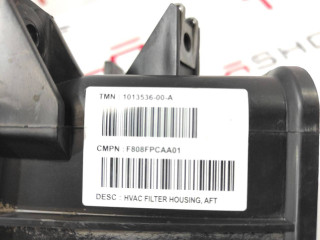 TMN : 1013536-00-A
CMPN : F808FPCAA01
DESC : HVAC FILTER HOUSING, AFT